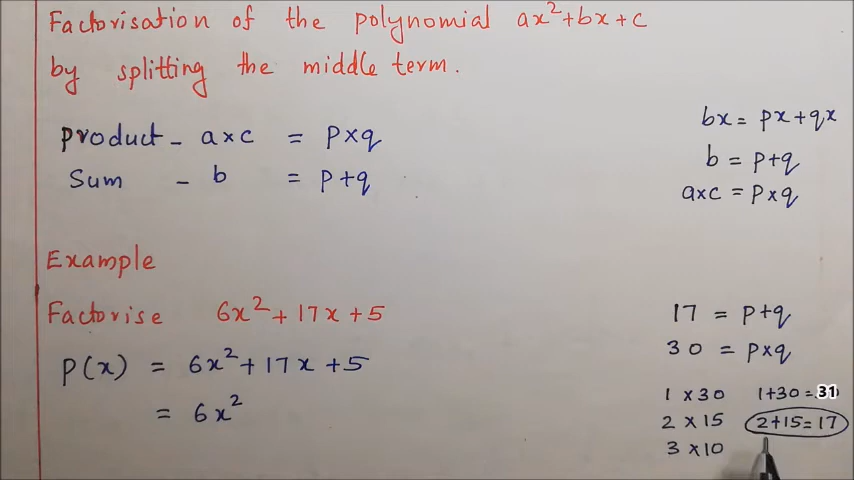 Factorisation of the polynomial ax²+bx+c
by splitting the middle term.
product - a×c = p×q
Sum - b = p+q
bx = px+qx
b = p+q
a×c = p×q
Example
Factorise 6x²+17x+5
p(x) = 6x²+17x+5
= 6x²
17 = p+q
30 = p×q
1 × 30 1+30=31
2 × 15 2+15=17
3 × 10